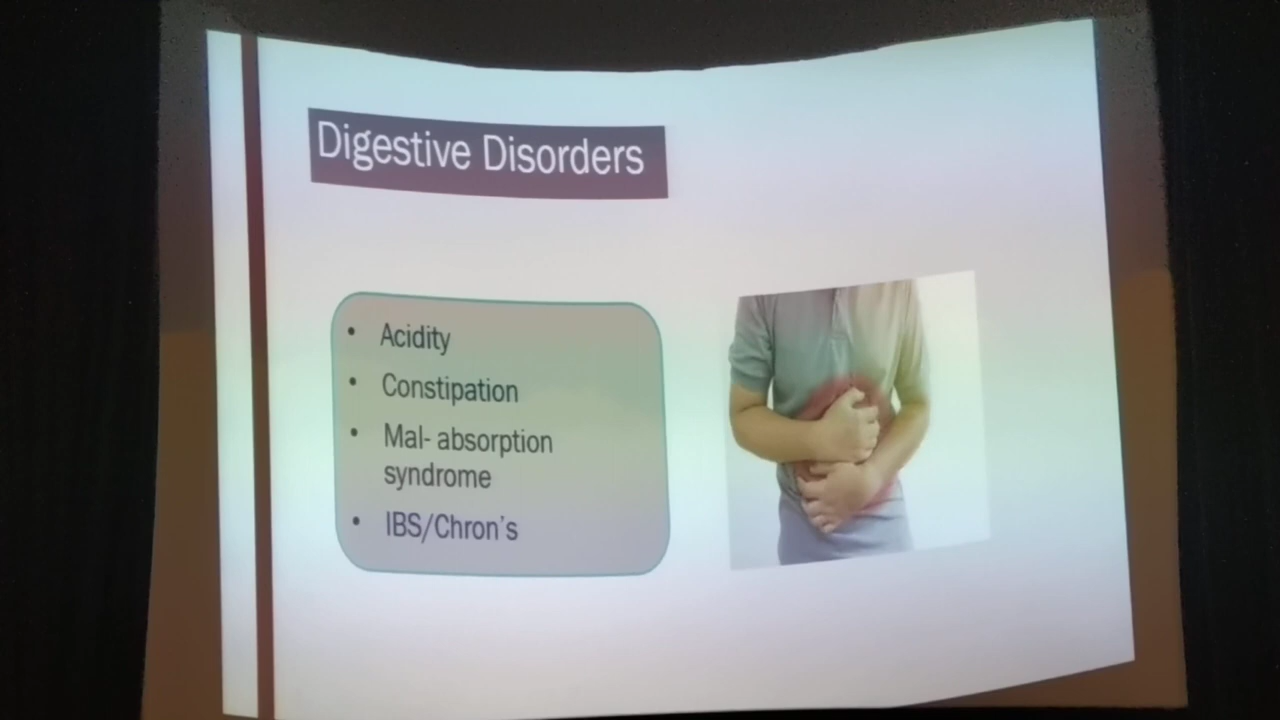 Digestive Disorders
• Acidity
• Constipation
• Mal- absorption
syndrome
• IBS/Chron's